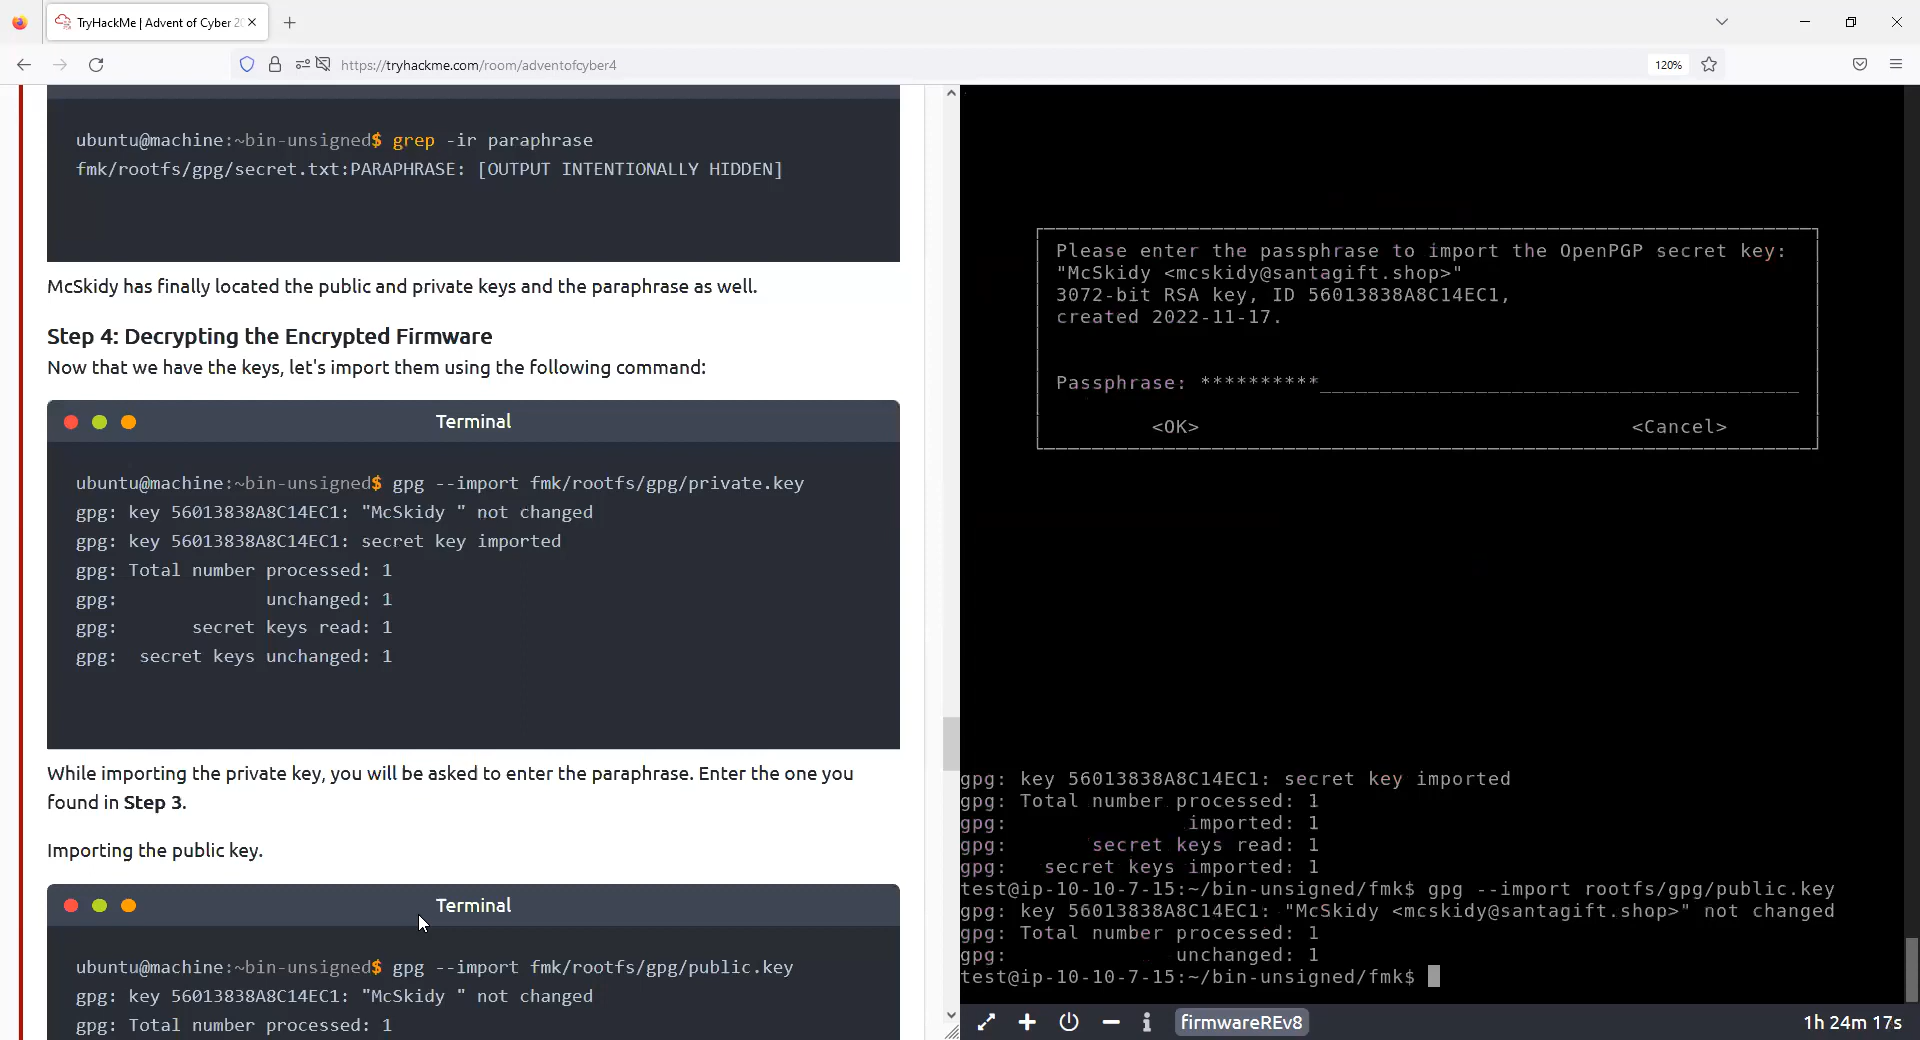 TryHackMe | Advent of Cyber 20
https://tryhackme.com/room/adventofcyber4
120%
ubuntu@machine:~bin-unsigned$ grep -ir paraphrase
fmk/rootfs/gpg/secret.txt:PARAPHRASE: [OUTPUT INTENTIONALLY HIDDEN]
McSkidy has finally located the public and private keys and the paraphrase as well.
Step 4: Decrypting the Encrypted Firmware
Now that we have the keys, let's import them using the following command:
Terminal
ubuntu@machine:~bin-unsigned$ gpg --import fmk/rootfs/gpg/private.key
gpg: key 56013838A8C14EC1: "McSkidy " not changed
gpg: key 56013838A8C14EC1: secret key imported
gpg: Total number processed: 1
gpg:              unchanged: 1
gpg:       secret keys read: 1
gpg:  secret keys unchanged: 1
While importing the private key, you will be asked to enter the paraphrase. Enter the one you
found in Step 3.
Importing the public key.
Terminal
ubuntu@machine:~bin-unsigned$ gpg --import fmk/rootfs/gpg/public.key
gpg: key 56013838A8C14EC1: "McSkidy " not changed
gpg: Total number processed: 1
Please enter the passphrase to import the OpenPGP secret key:
"McSkidy <mcskidy@santagift.shop>"
3072-bit RSA key, ID 56013838A8C14EC1,
created 2022-11-17.
Passphrase: **********________________________________________
<OK>                                    <Cancel>
gpg: key 56013838A8C14EC1: secret key imported
gpg: Total number processed: 1
gpg:               imported: 1
gpg:       secret keys read: 1
gpg:   secret keys imported: 1
test@ip-10-10-7-15:~/bin-unsigned/fmk$ gpg --import rootfs/gpg/public.key
gpg: key 56013838A8C14EC1: "McSkidy <mcskidy@santagift.shop>" not changed
gpg: Total number processed: 1
gpg:              unchanged: 1
test@ip-10-10-7-15:~/bin-unsigned/fmk$
firmwareREv8
1h 24m 17s